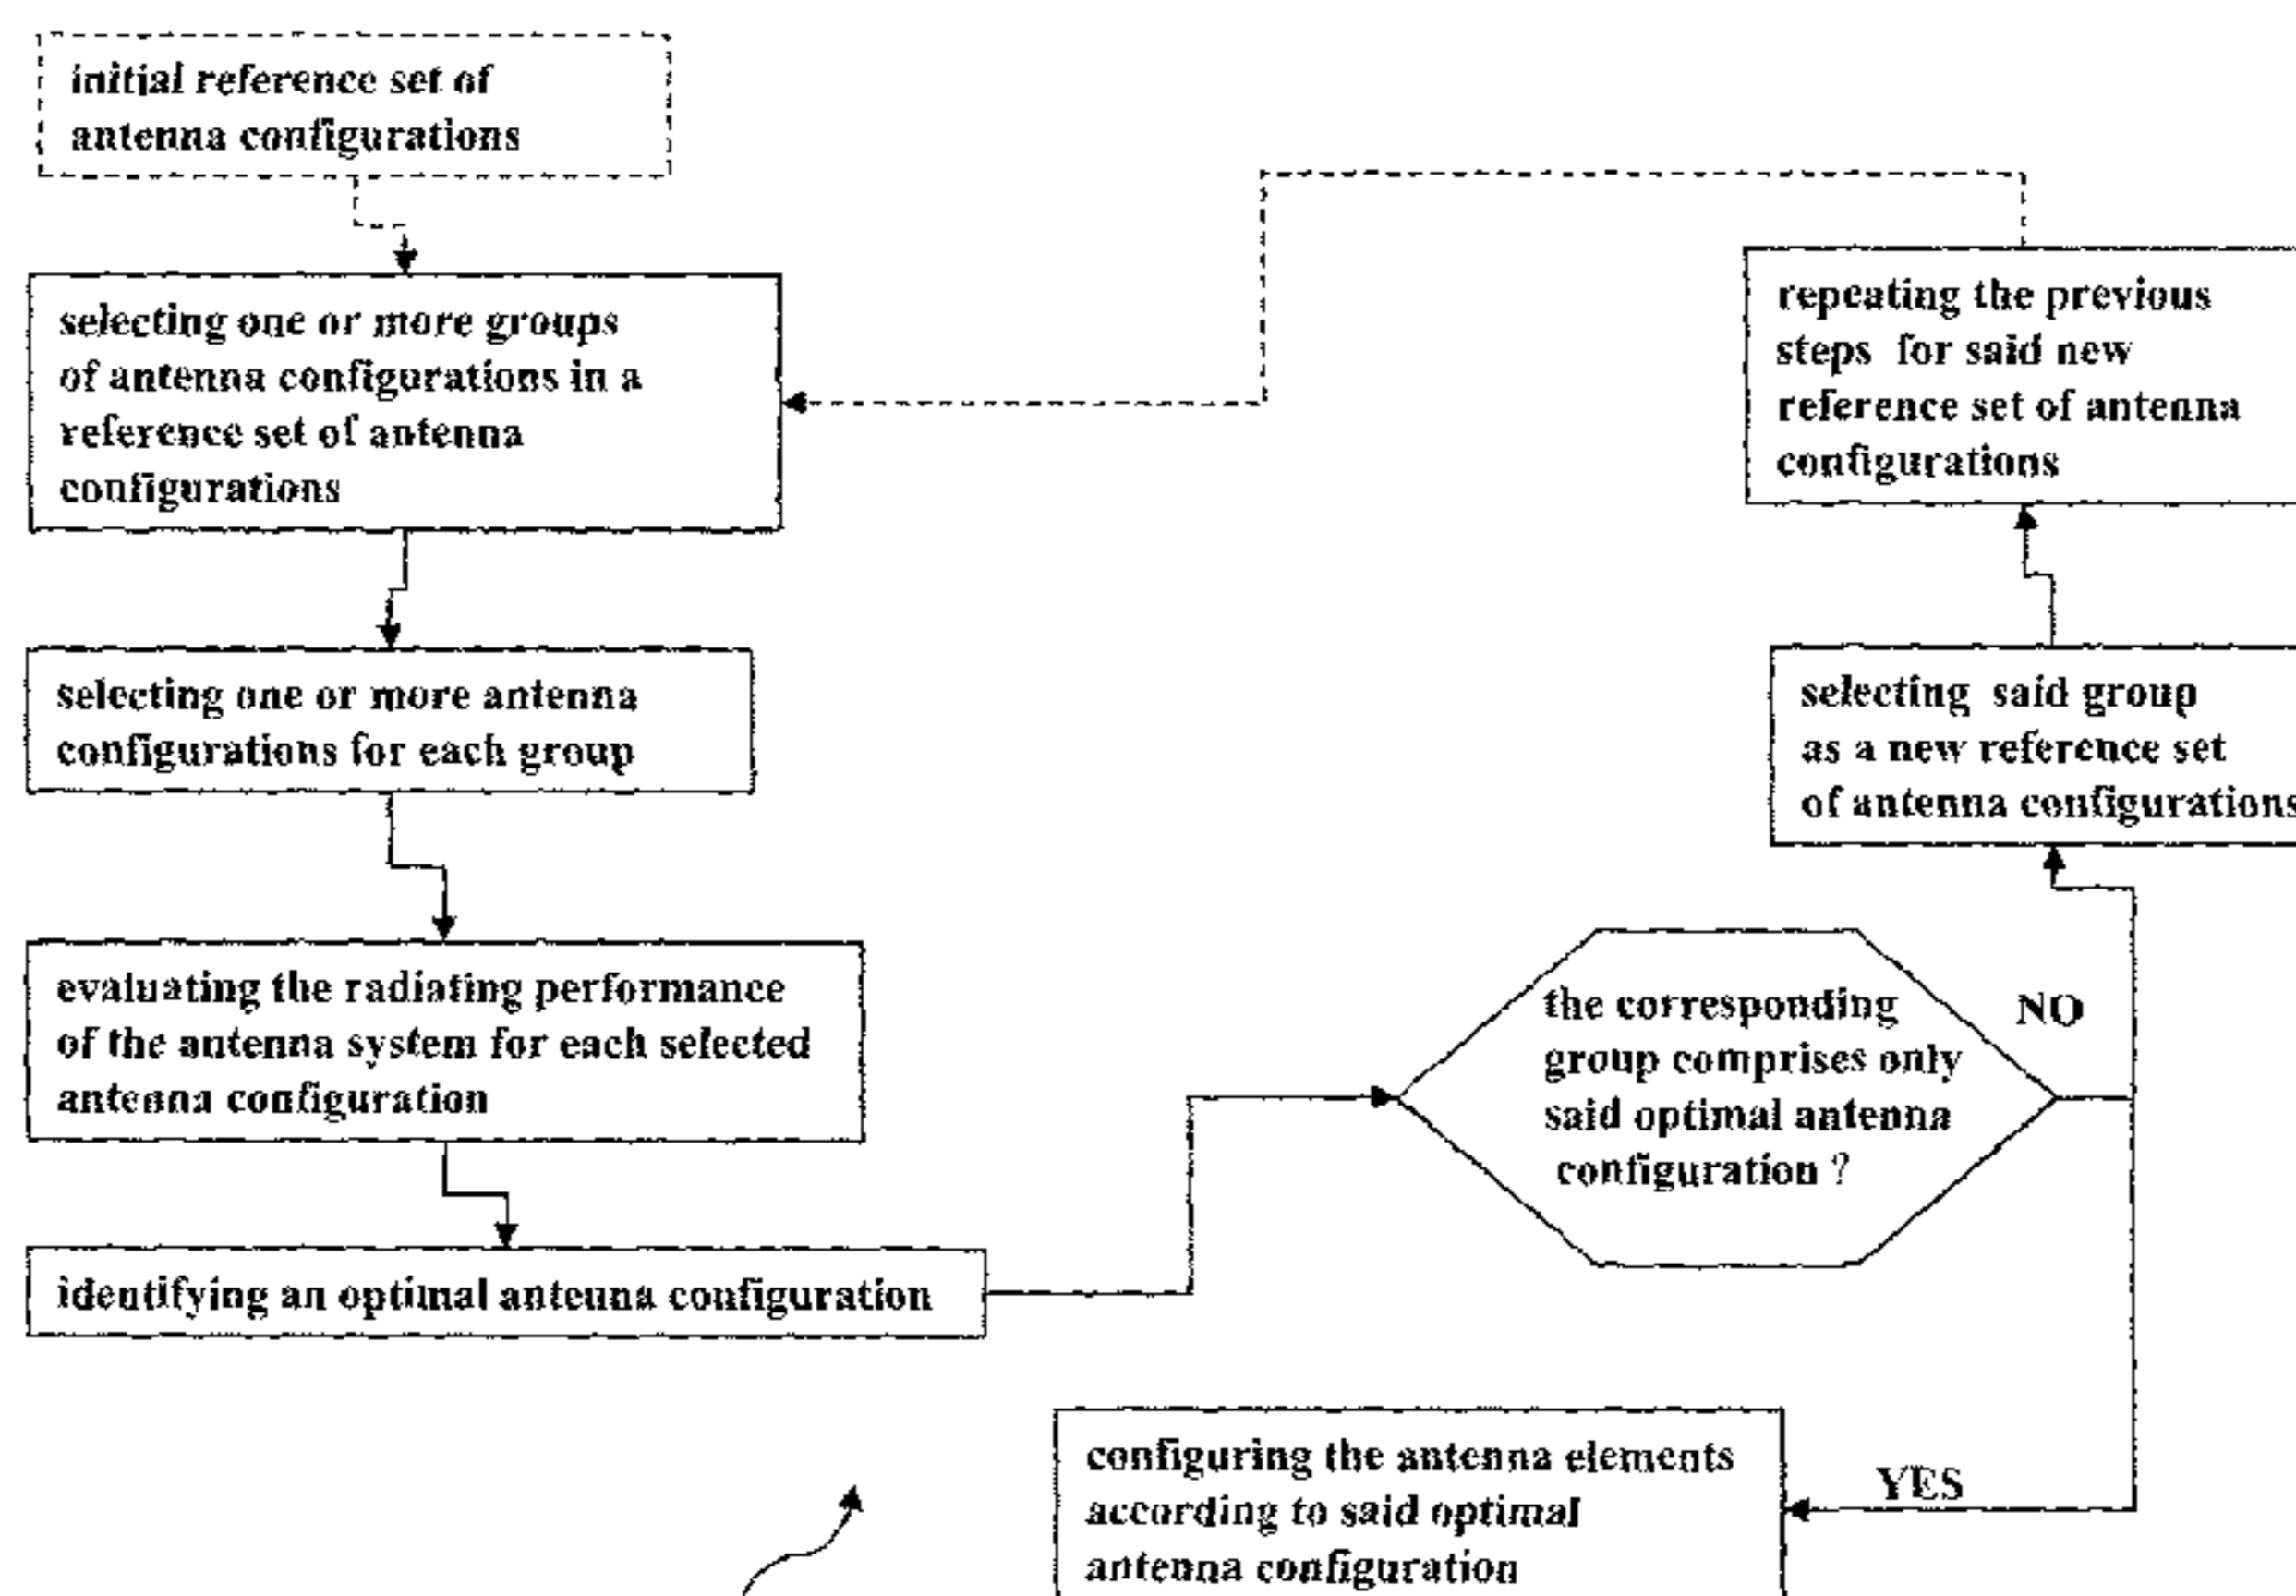 initial reference set of
antenna configurations
selecting one or more groups
of antenna configurations in a
reference set of antenna
configurations
selecting one or more antenna
configurations for each group
evaluating the radiating performance
of the antenna system for each selected
antenna configuration
identifying an optimal antenna configuration
the corresponding
group comprises only
said optimal antenna
configuration ?
NO
selecting said group
as a new reference set
of antenna configurations
repeating the previous
steps for said new
reference set of antenna
configurations
YES
configuring the antenna elements
according to said optimal
antenna configuration